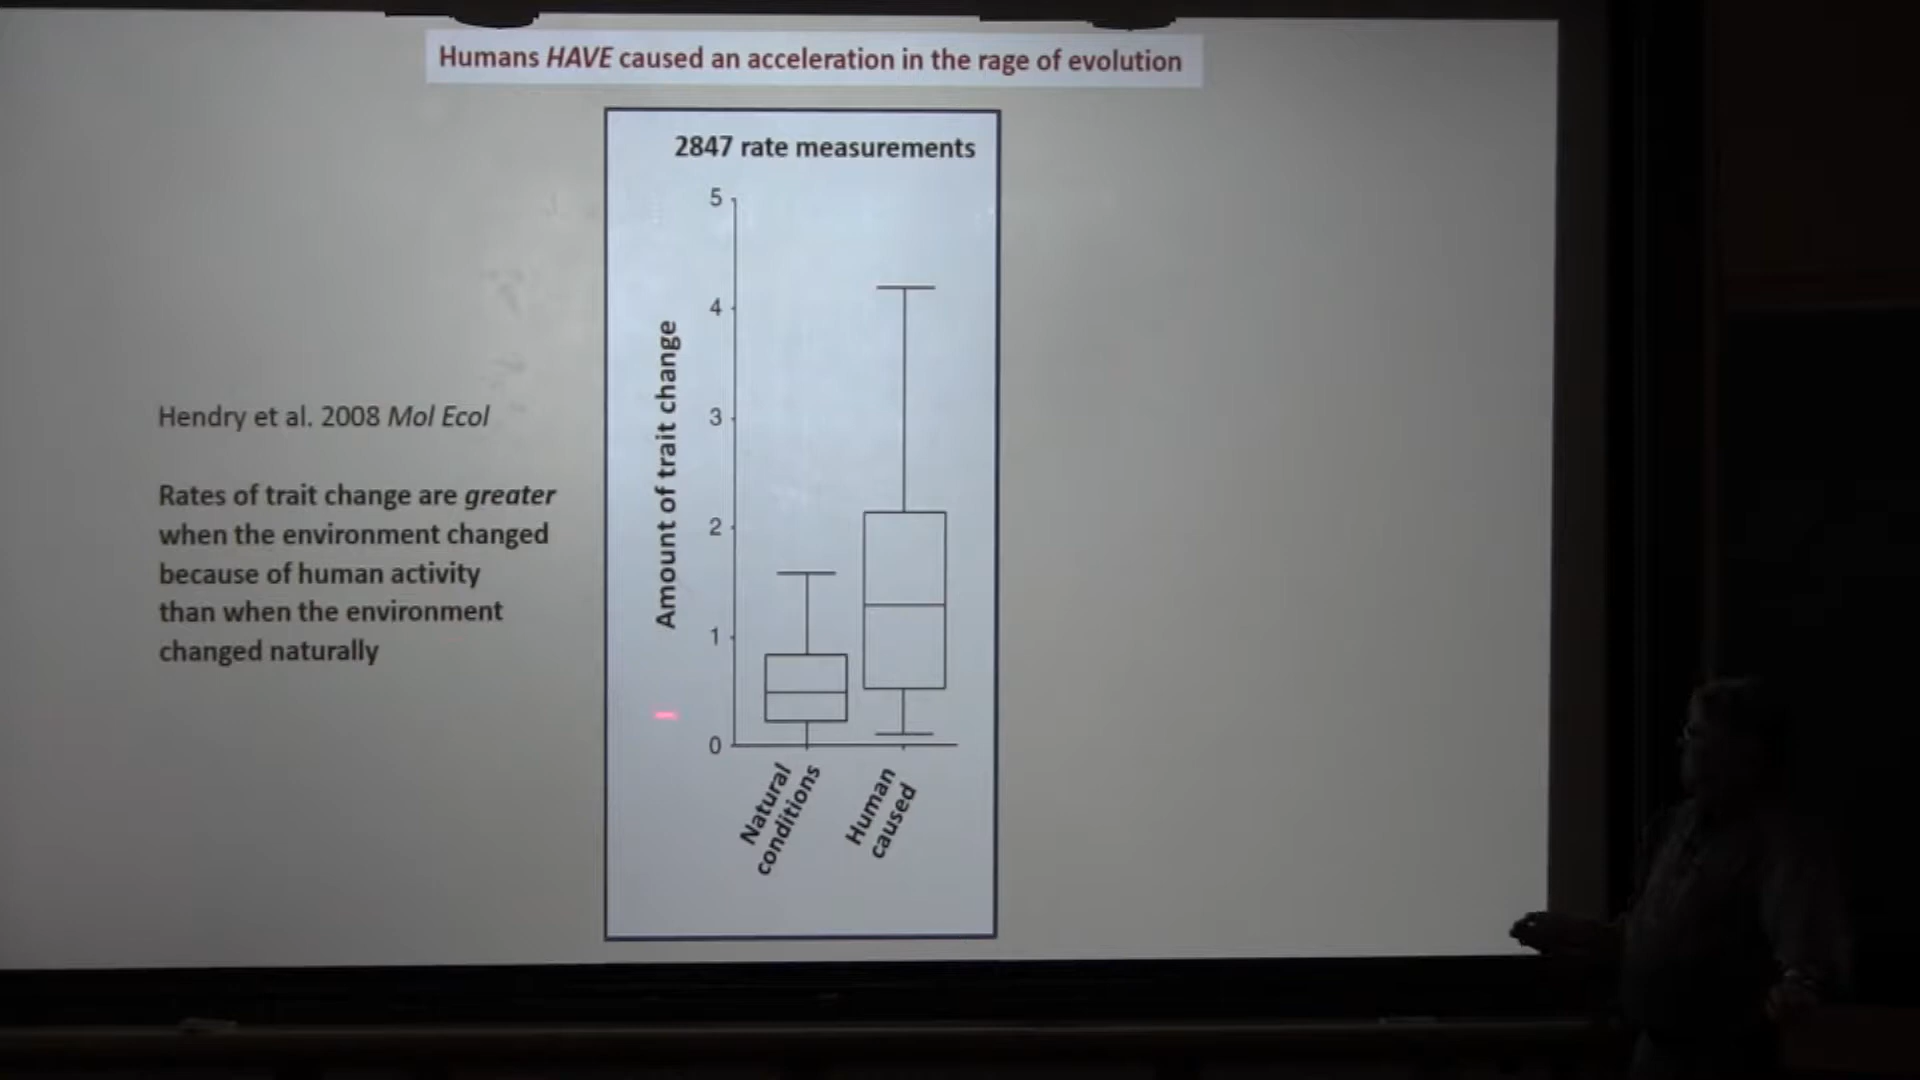 Humans HAVE caused an acceleration in the rage of evolution
2847 rate measurements
5
4
3
2
1
0
Amount of trait change
Natural
conditions
Human
caused
Hendry et al. 2008 Mol Ecol
Rates of trait change are greater
when the environment changed
because of human activity
than when the environment
changed naturally